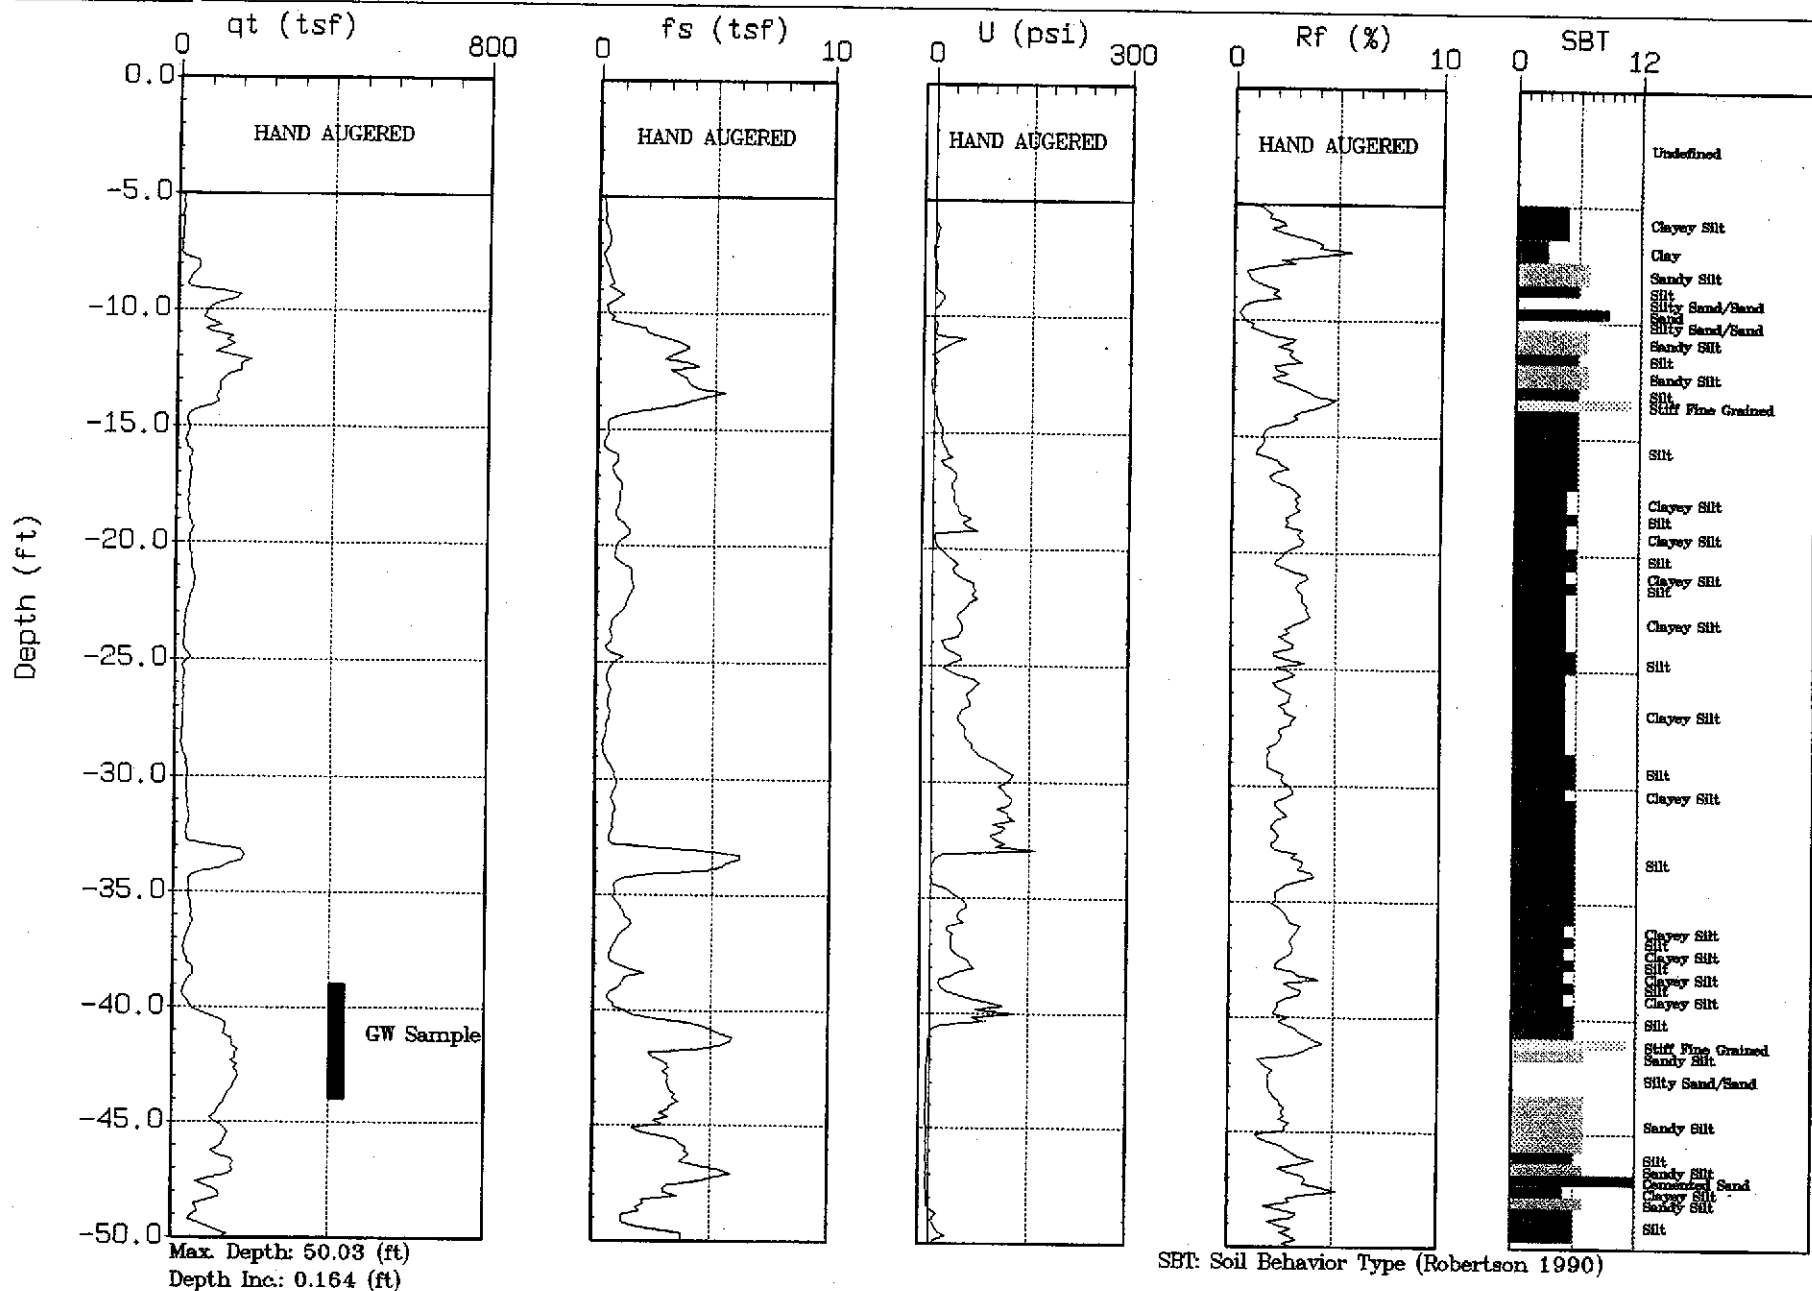 qt (tsf)
0 800
fs (tsf)
0 10
U (psi)
0 300
Rf (%)
0 10
SBT
0 12
Depth (ft)
0.0
-5.0
-10.0
-15.0
-20.0
-25.0
-30.0
-35.0
-40.0
-45.0
-50.0
HAND AUGERED
HAND AUGERED
HAND AUGERED
HAND AUGERED
GW Sample
Undefined
Clayey Silt
Clay
Sandy Silt
Silt
Silty Sand/Sand
Sand
Silty Sand/Sand
Sandy Silt
Silt
Sandy Silt
Silt
Stiff Fine Grained
Silt
Clayey Silt
Silt
Clayey Silt
Silt
Clayey Silt
Silt
Clayey Silt
Silt
Clayey Silt
Silt
Clayey Silt
Silt
Clayey Silt
Silt
Clayey Silt
Silt
Clayey Silt
Silt
Clayey Silt
Silt
Stiff Fine Grained
Sandy Silt
Silty Sand/Sand
Sandy Silt
Silt
Sandy Silt
Cemented Sand
Clayey Silt
Sandy Silt
Silt
Max. Depth: 50.03 (ft)
Depth Inc.: 0.164 (ft)
SBT: Soil Behavior Type (Robertson 1990)